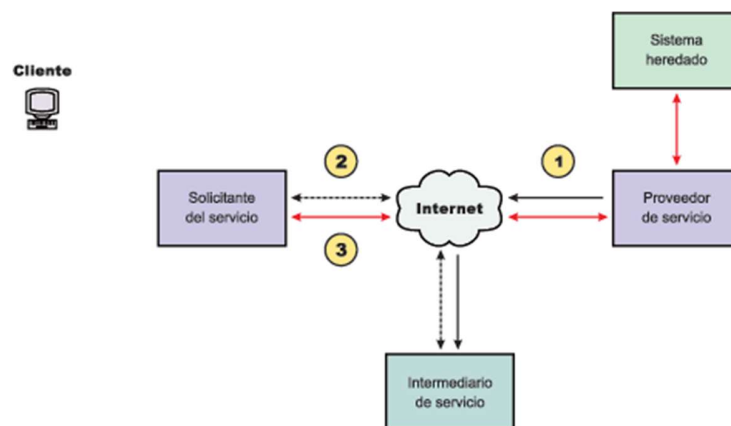 Sistema
heredado
Cliente
2
1
Solicitante
del servicio
Internet
Proveedor
de servicio
3
Intermediario
de servicio